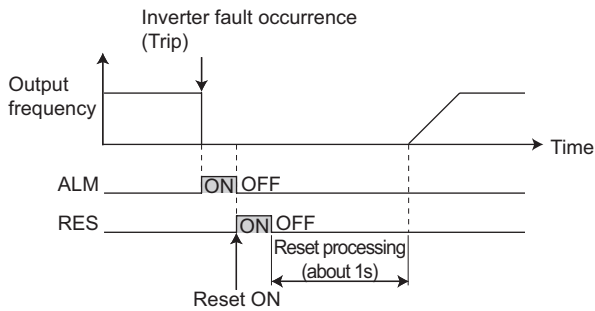 Inverter fault occurrence
(Trip)
Output
frequency
Time
ALM
ON OFF
RES
ON OFF
Reset processing
(about 1s)
Reset ON